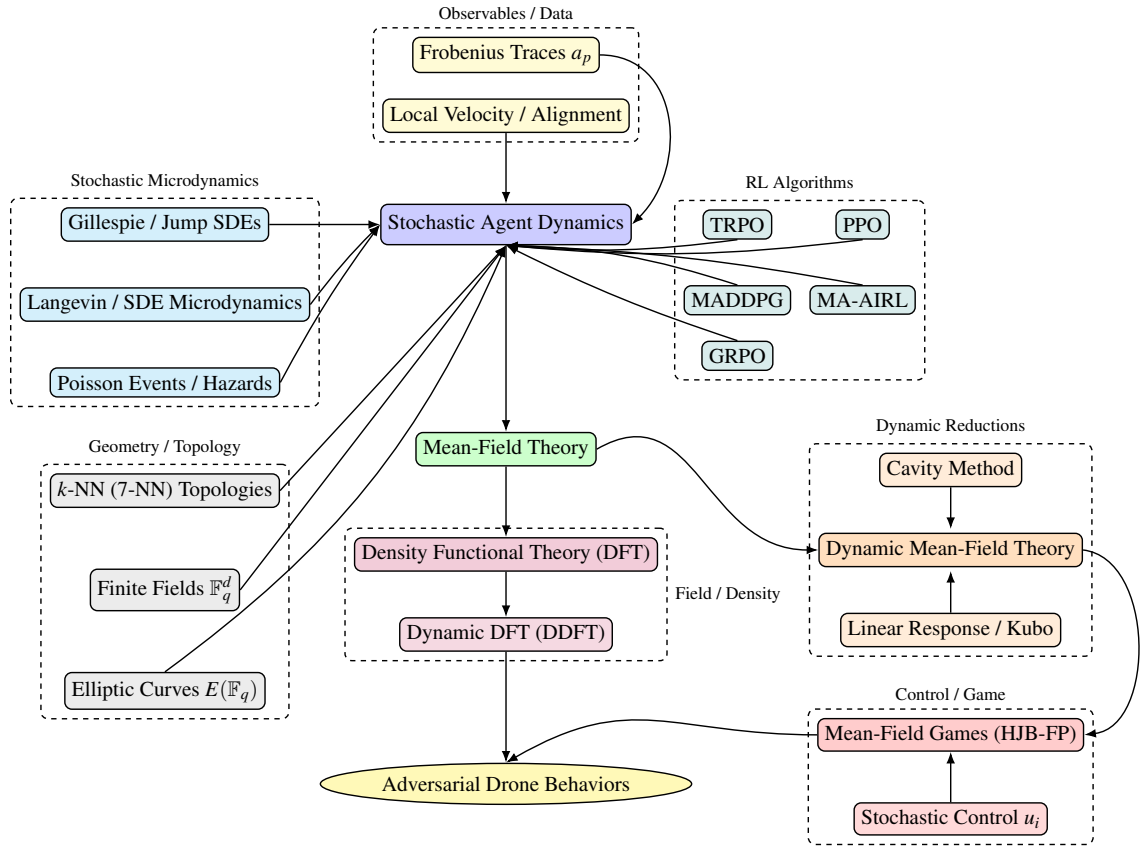 Observables / Data
Frobenius Traces $a_p$
Local Velocity / Alignment
Stochastic Microdynamics
Gillespie / Jump SDEs
Langevin / SDE Microdynamics
Poisson Events / Hazards
Stochastic Agent Dynamics
RL Algorithms
TRPO
PPO
MADDPG
MA-AIRL
GRPO
Geometry / Topology
$k$-NN (7-NN) Topologies
Finite Fields $\mathbb{F}_q^d$
Elliptic Curves $E(\mathbb{F}_q)$
Mean-Field Theory
Density Functional Theory (DFT)
Dynamic DFT (DDFT)
Field / Density
Dynamic Reductions
Cavity Method
Dynamic Mean-Field Theory
Linear Response / Kubo
Control / Game
Mean-Field Games (HJB-FP)
Stochastic Control $u_i$
Adversarial Drone Behaviors